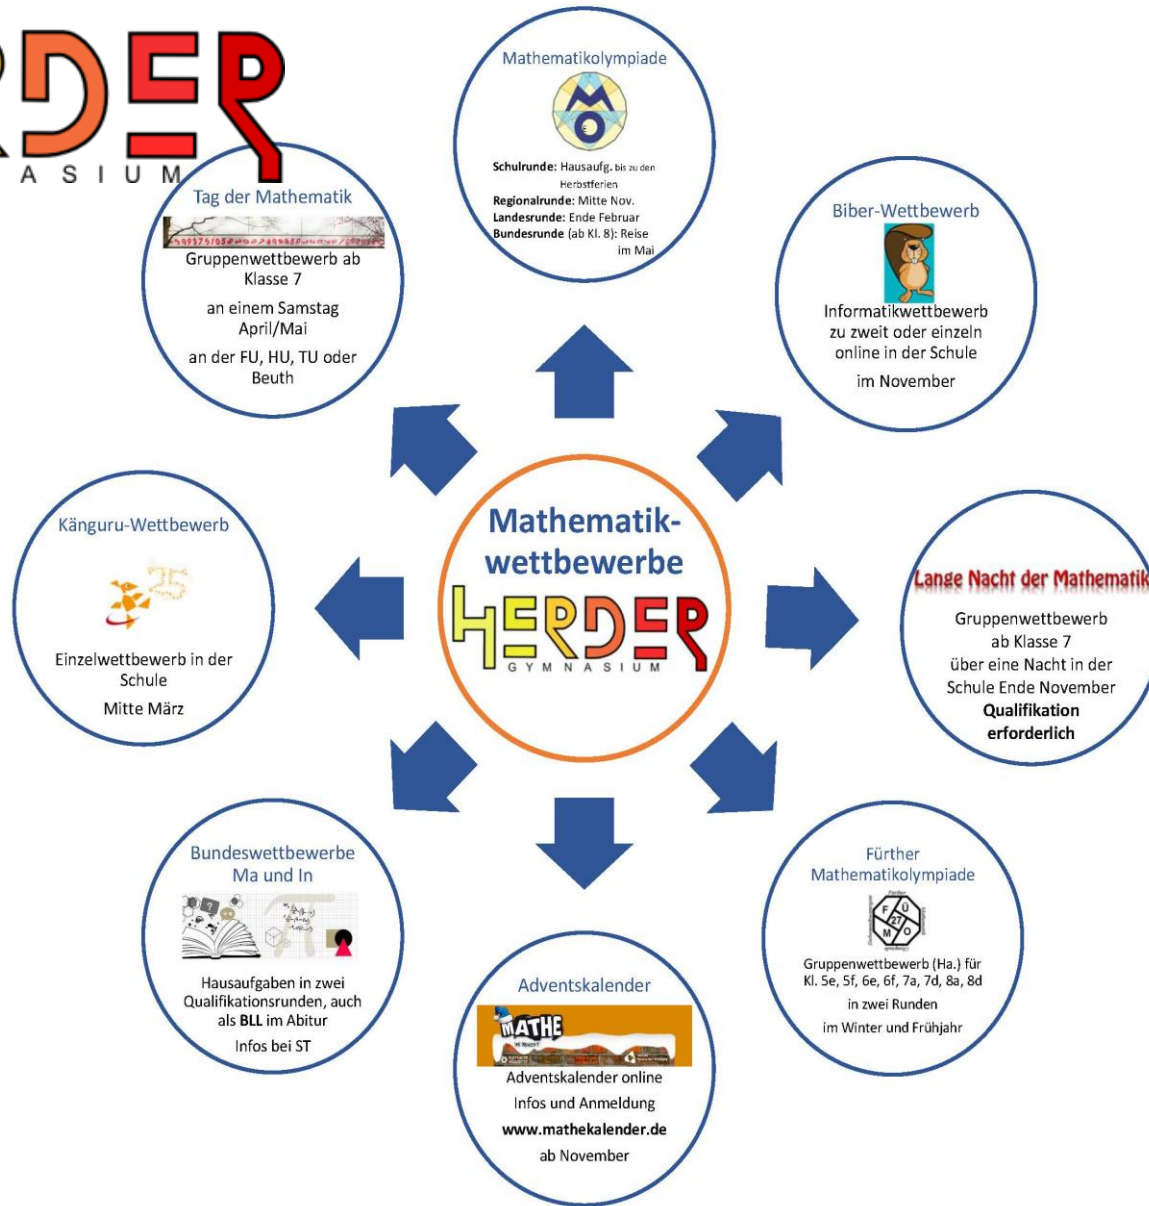 RDER
ASIUM
Mathematikolympiade
MO
Schulrunde: Hausaufg. bis zu den
Herbstferien
Regionalrunde: Mitte Nov.
Landesrunde: Ende Februar
Bundesrunde (ab Kl. 8): Reise
im Mai
Biber-Wettbewerb
Informatikwettbewerb
zu zweit oder einzeln
online in der Schule
im November
Lange Nacht der Mathematik
Gruppenwettbewerb
ab Klasse 7
über eine Nacht in der
Schule Ende November
Qualifikation
erforderlich
Fürther
Mathematikolympiade
FÜ
27
MO
Gruppenwettbewerb (Ha.) für
Kl. 5e, 5f, 6e, 6f, 7a, 7d, 8a, 8d
in zwei Runden
im Winter und Frühjahr
Adventskalender
MATHE
Adventskalender online
Infos und Anmeldung
www.mathekalender.de
ab November
Bundeswettbewerbe
Ma und In
Hausaufgaben in zwei
Qualifikationsrunden, auch
als BLL im Abitur
Infos bei ST
Känguru-Wettbewerb
25
Einzelwettbewerb in der
Schule
Mitte März
Tag der Mathematik
Gruppenwettbewerb ab
Klasse 7
an einem Samstag
April/Mai
an der FU, HU, TU oder
Beuth
Mathematik-
wettbewerbe
HERDER
GYMNASIUM